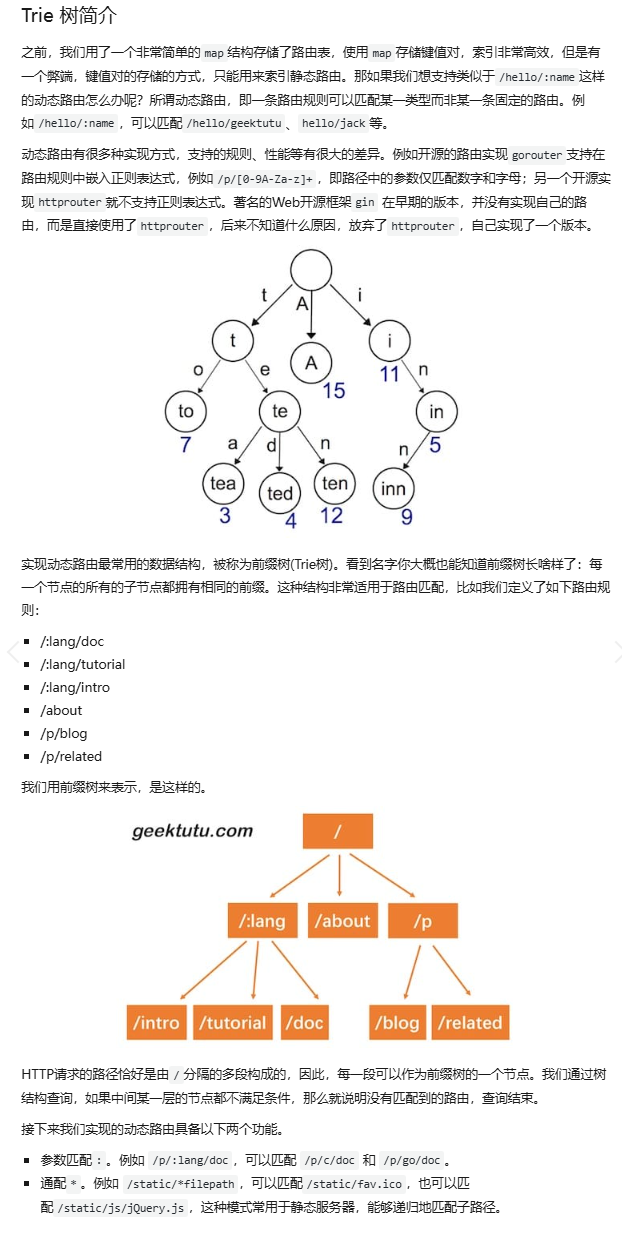 Trie 树简介
之前，我们用了一个非常简单的 map 结构存储了路由表，使用 map 存储键值对，索引非常高效，但是有
一个弊端，键值对的存储的方式，只能用来索引静态路由。那如果我们想支持类似于 /hello/:name 这样
的动态路由怎么办呢？所谓动态路由，即一条路由规则可以匹配某一类型而非某一条固定的路由。例
如 /hello/:name ，可以匹配 /hello/geektutu 、 hello/jack 等。
动态路由有很多种实现方式，支持的规则、性能等有很大的差异。例如开源的路由实现 gorouter 支持在
路由规则中嵌入正则表达式，例如 /p/[0-9A-Za-z]+ ，即路径中的参数仅匹配数字和字母；另一个开源实
现 httprouter 就不支持正则表达式。著名的Web开源框架 gin 在早期的版本，并没有实现自己的路
由，而是直接使用了 httprouter ，后来不知道什么原因，放弃了 httprouter ，自己实现了一个版本。
t A i
t A i
15 11
o e n
to te in
7 5
a d n n
tea ted ten inn
3 4 12 9
实现动态路由最常用的数据结构，被称为前缀树(Trie树)。看到名字你大概也能知道前缀树长啥样了：每
一个节点的所有的子节点都拥有相同的前缀。这种结构非常适用于路由匹配，比如我们定义了如下路由规
则：
/:lang/doc
/:lang/tutorial
/:lang/intro
/about
/p/blog
/p/related
我们用前缀树来表示，是这样的。
geektutu.com /
/:lang /about /p
/intro /tutorial /doc /blog /related
HTTP请求的路径恰好是由 / 分隔的多段构成的，因此，每一段可以作为前缀树的一个节点。我们通过树
结构查询，如果中间某一层的节点都不满足条件，那么就说明没有匹配到的路由，查询结束。
接下来我们实现的动态路由具备以下两个功能。
参数匹配 : 。例如 /p/:lang/doc ，可以匹配 /p/c/doc 和 /p/go/doc 。
通配 * 。例如 /static/*filepath ，可以匹配 /static/fav.ico ，也可以匹
配 /static/js/jQuery.js ，这种模式常用于静态服务器，能够递归地匹配子路径。